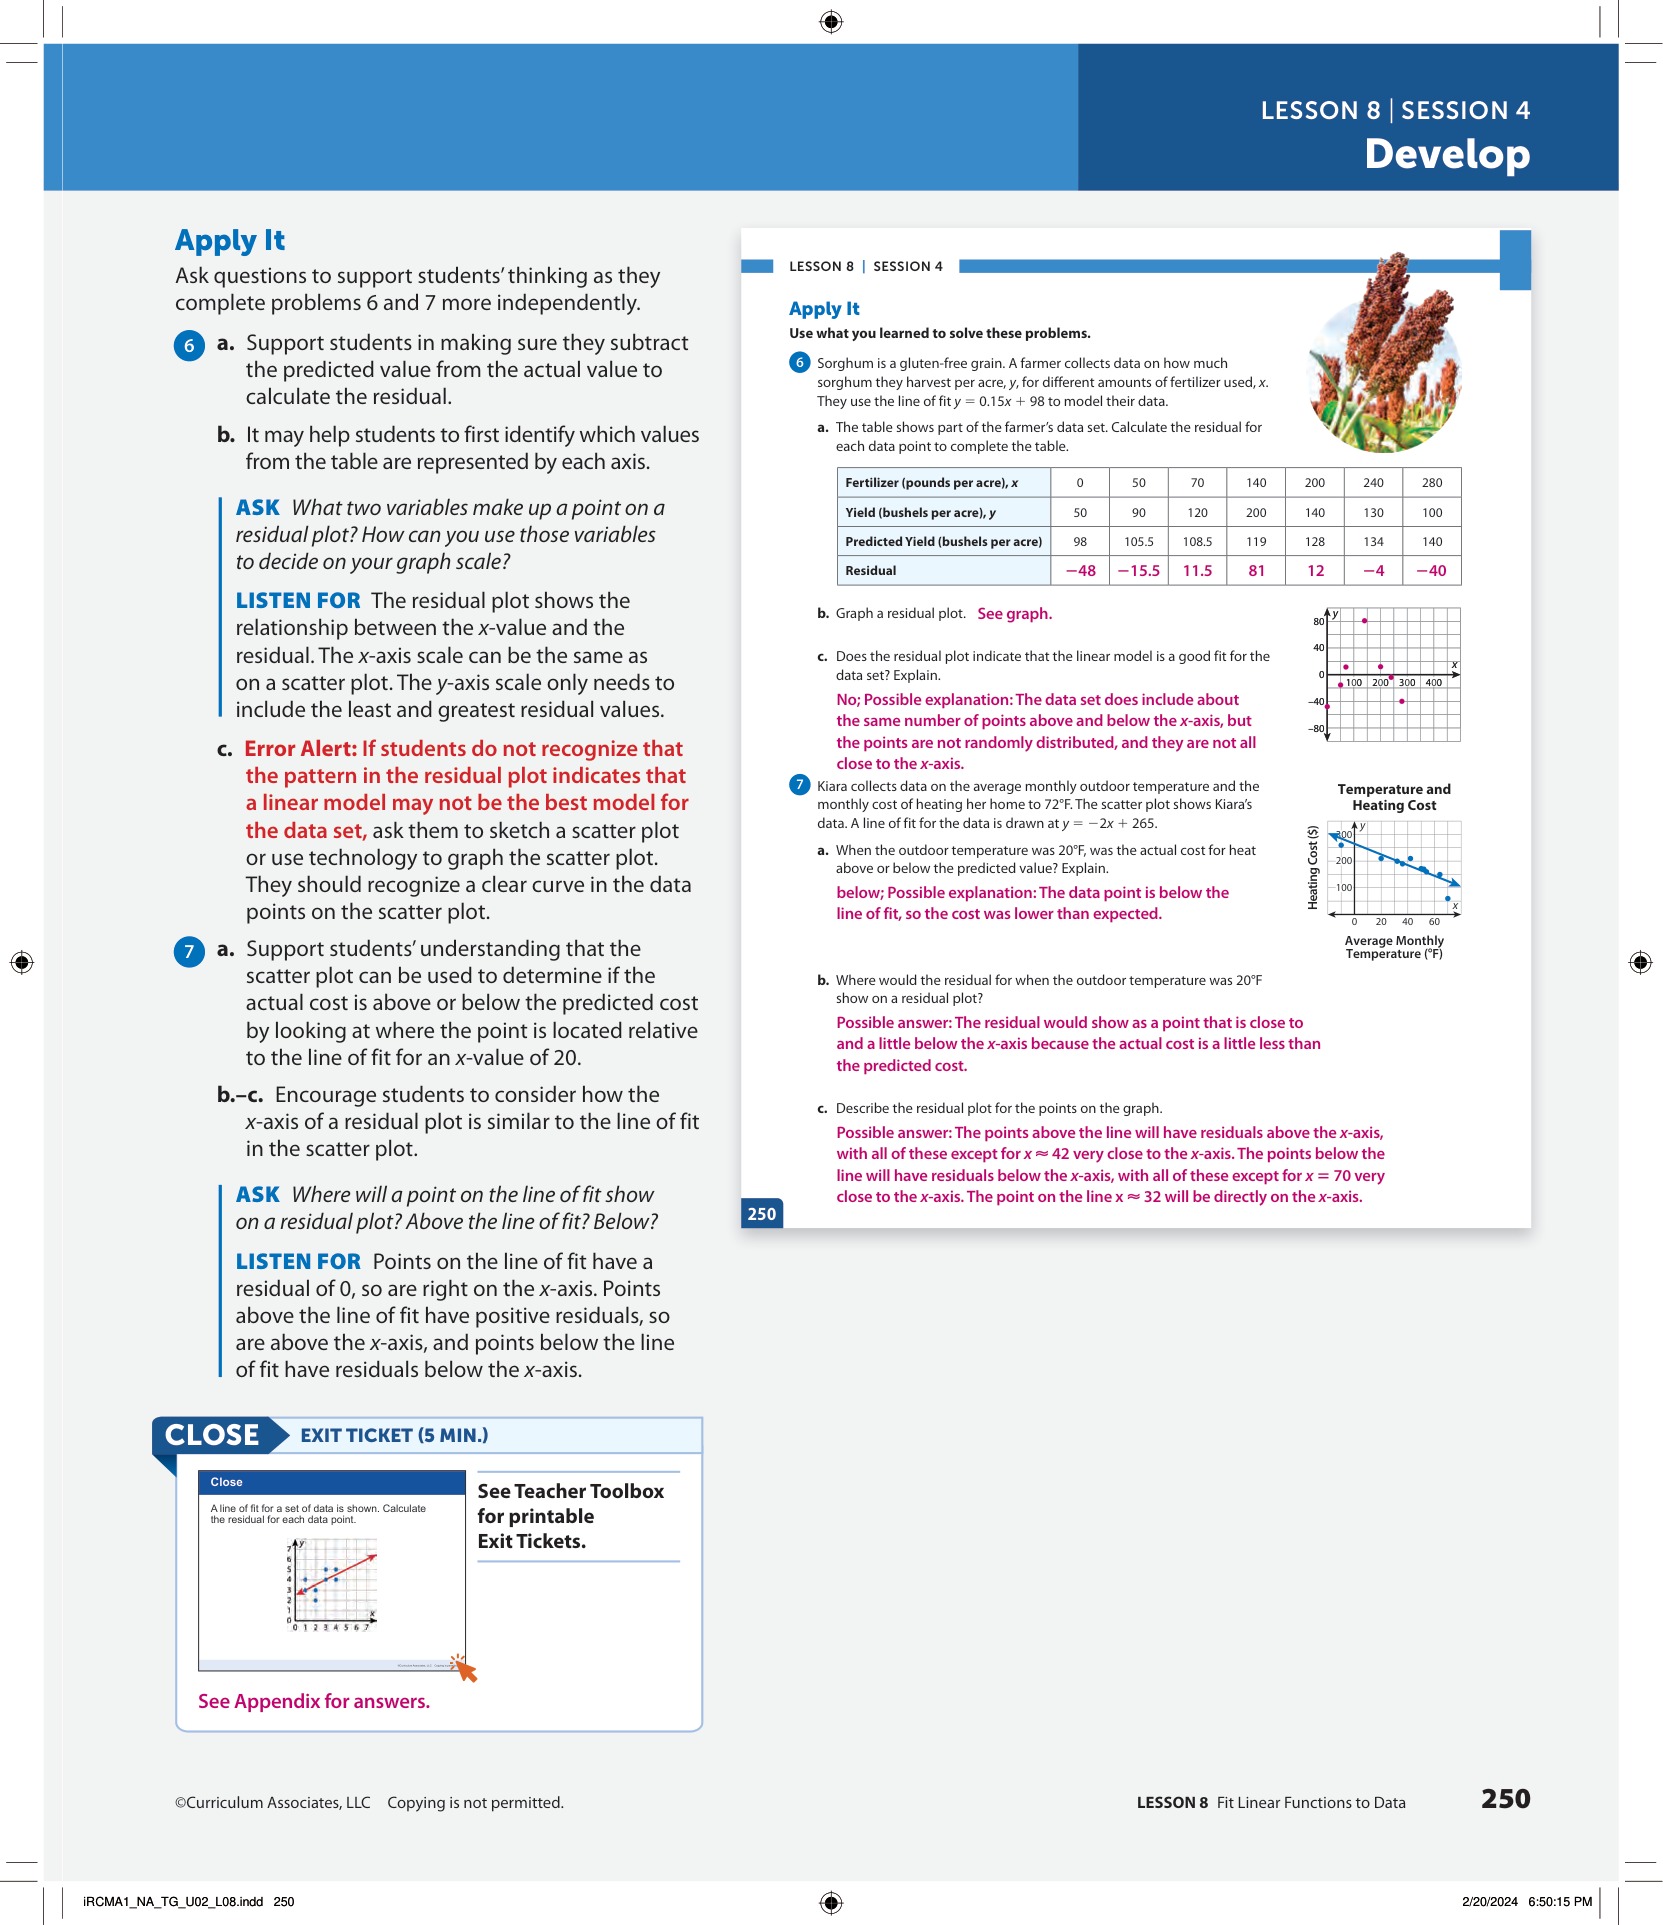 LESSON 8 | SESSION 4
Develop
Apply It
Ask questions to support students' thinking as they
complete problems 6 and 7 more independently.
6 a. Support students in making sure they subtract
the predicted value from the actual value to
calculate the residual.
b. It may help students to first identify which values
from the table are represented by each axis.
ASK What two variables make up a point on a
residual plot? How can you use those variables
to decide on your graph scale?
LISTEN FOR The residual plot shows the
relationship between the x-value and the
residual. The x-axis scale can be the same as
on a scatter plot. The y-axis scale only needs to
include the least and greatest residual values.
c. Error Alert: If students do not recognize that
the pattern in the residual plot indicates that
a linear model may not be the best model for
the data set, ask them to sketch a scatter plot
or use technology to graph the scatter plot.
They should recognize a clear curve in the data
points on the scatter plot.
7 a. Support students' understanding that the
scatter plot can be used to determine if the
actual cost is above or below the predicted cost
by looking at where the point is located relative
to the line of fit for an x-value of 20.
b.–c. Encourage students to consider how the
x-axis of a residual plot is similar to the line of fit
in the scatter plot.
ASK Where will a point on the line of fit show
on a residual plot? Above the line of fit? Below?
LISTEN FOR Points on the line of fit have a
residual of 0, so are right on the x-axis. Points
above the line of fit have positive residuals, so
are above the x-axis, and points below the line
of fit have residuals below the x-axis.
CLOSE EXIT TICKET (5 MIN.)
Close
A line of fit for a set of data is shown. Calculate
the residual for each data point.
y
7
6
5
4
3
2
1
0
x
0 1 2 3 4 5 6 7
See Teacher Toolbox
for printable
Exit Tickets.
See Appendix for answers.
LESSON 8 | SESSION 4
Apply It
Use what you learned to solve these problems.
6 Sorghum is a gluten-free grain. A farmer collects data on how much
sorghum they harvest per acre, y, for different amounts of fertilizer used, x.
They use the line of fit y = 0.15x + 98 to model their data.
a. The table shows part of the farmer's data set. Calculate the residual for
each data point to complete the table.
Fertilizer (pounds per acre), x 0 50 70 140 200 240 280
Yield (bushels per acre), y 50 90 120 200 140 130 100
Predicted Yield (bushels per acre) 98 105.5 108.5 119 128 134 140
Residual −48 −15.5 11.5 81 12 −4 −40
b. Graph a residual plot. See graph.
y
80
40
0
x
100 200 300 400
−40
−80
c. Does the residual plot indicate that the linear model is a good fit for the
data set? Explain.
No; Possible explanation: The data set does include about
the same number of points above and below the x-axis, but
the points are not randomly distributed, and they are not all
close to the x-axis.
7 Kiara collects data on the average monthly outdoor temperature and the
monthly cost of heating her home to 72°F. The scatter plot shows Kiara's
data. A line of fit for the data is drawn at y = −2x + 265.
Temperature and
Heating Cost
Heating Cost ($)
y
300
200
100
x
0 20 40 60
Average Monthly
Temperature (°F)
a. When the outdoor temperature was 20°F, was the actual cost for heat
above or below the predicted value? Explain.
below; Possible explanation: The data point is below the
line of fit, so the cost was lower than expected.
b. Where would the residual for when the outdoor temperature was 20°F
show on a residual plot?
Possible answer: The residual would show as a point that is close to
and a little below the x-axis because the actual cost is a little less than
the predicted cost.
c. Describe the residual plot for the points on the graph.
Possible answer: The points above the line will have residuals above the x-axis,
with all of these except for x ≈ 42 very close to the x-axis. The points below the
line will have residuals below the x-axis, with all of these except for x = 70 very
close to the x-axis. The point on the line x ≈ 32 will be directly on the x-axis.
250
©Curriculum Associates, LLC Copying is not permitted.
LESSON 8 Fit Linear Functions to Data 250
iRCMA1_NA_TG_U02_L08.indd 250
2/20/2024 6:50:15 PM